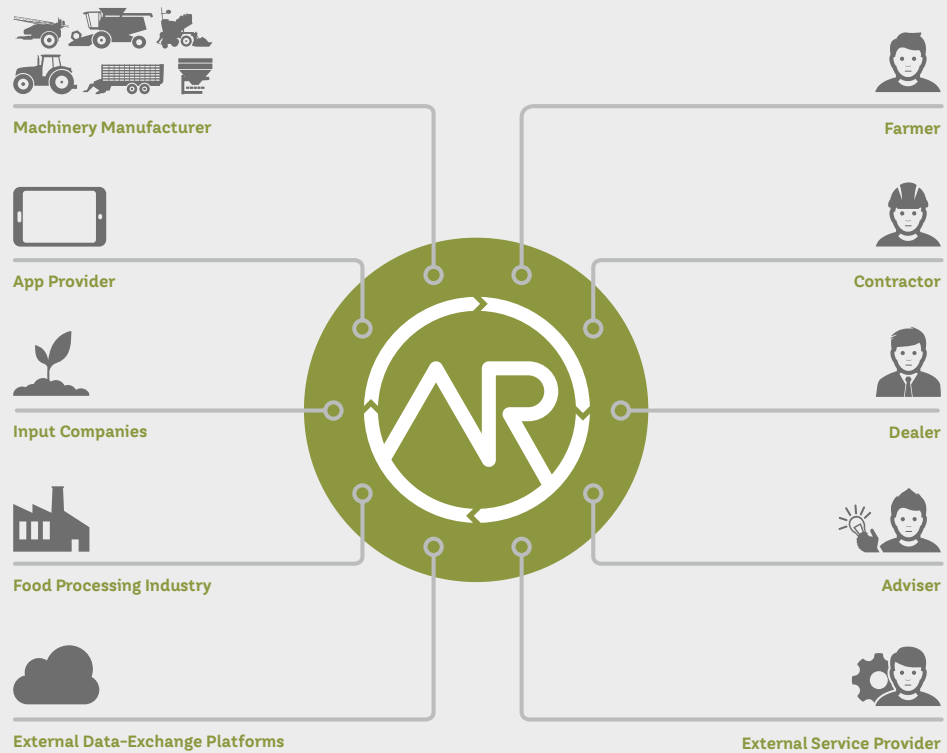 Machinery Manufacturer
Farmer
App Provider
Contractor
AR
Input Companies
Dealer
Food Processing Industry
Adviser
External Data-Exchange Platforms
External Service Provider